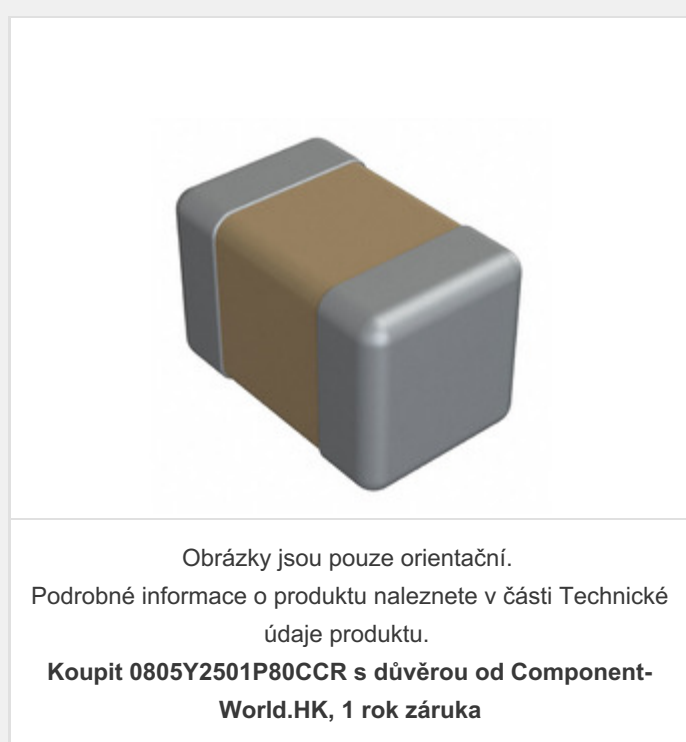 Obrázky jsou pouze orientační.
Podrobné informace o produktu naleznete v části Technické
údaje produktu.
Koupit 0805Y2501P80CCR s důvěrou od Component-
World.HK, 1 rok záruka